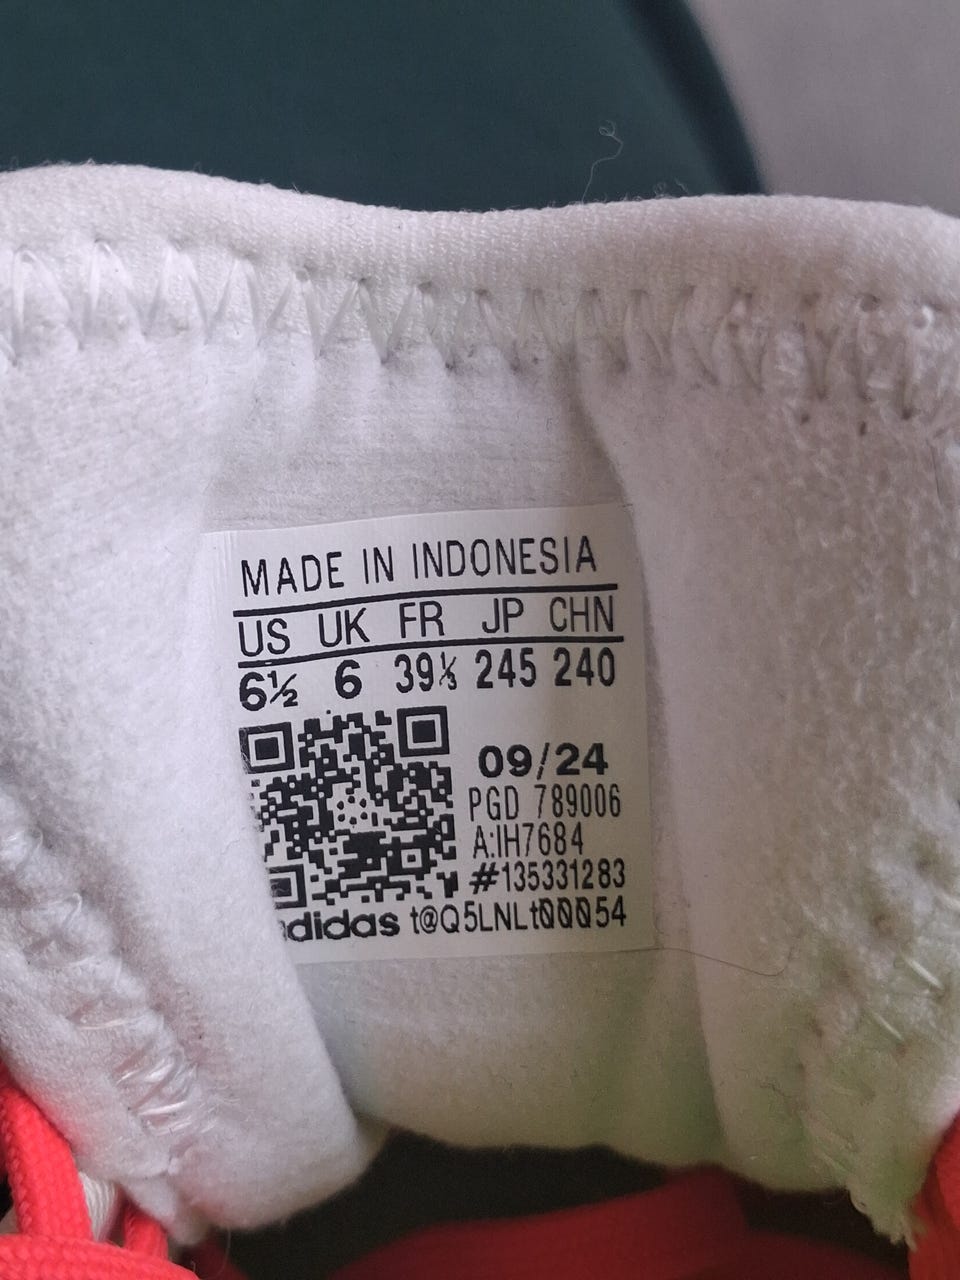 MADE IN INDONESIA
US UK FR JP CHN
6½ 6 39⅓ 245 240
09/24
PGD 789006
A:IH7684
#135331283
adidas t@Q5LNLt00054